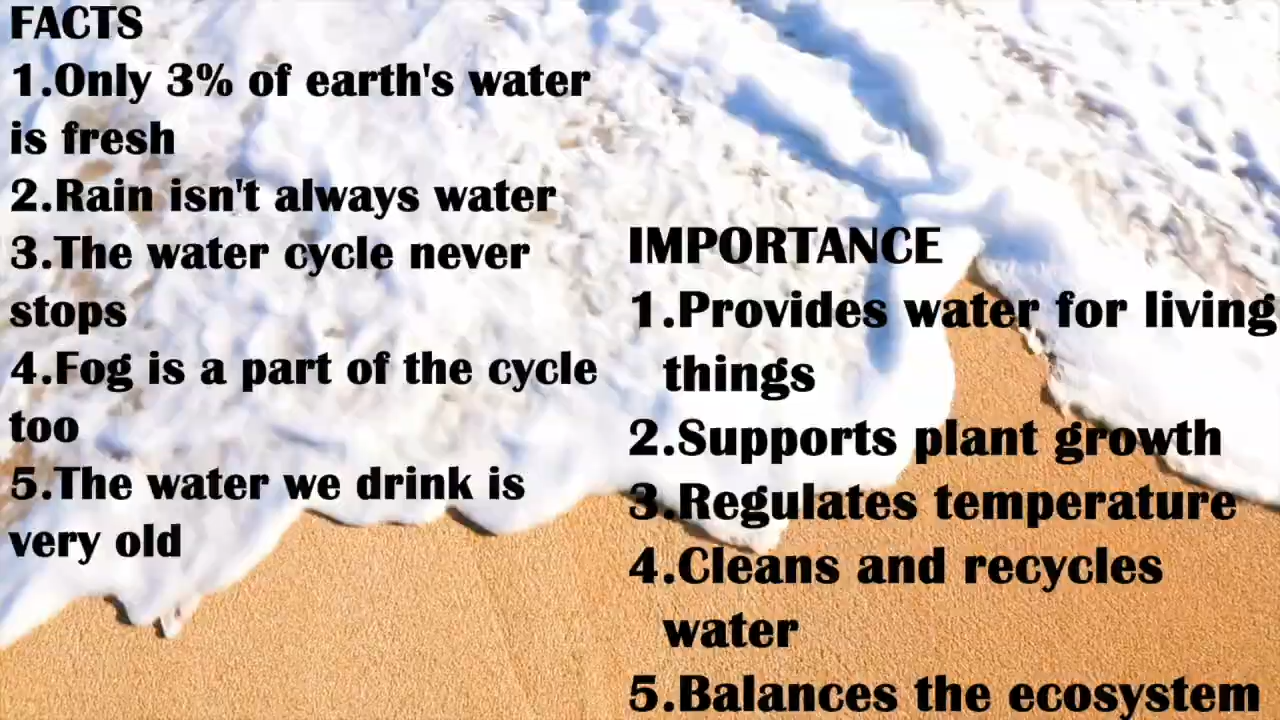 FACTS
1.Only 3% of earth's water
is fresh
2.Rain isn't always water
3.The water cycle never
stops
4.Fog is a part of the cycle
too
5.The water we drink is
very old
IMPORTANCE
1.Provides water for living
things
2.Supports plant growth
3.Regulates temperature
4.Cleans and recycles
water
5.Balances the ecosystem